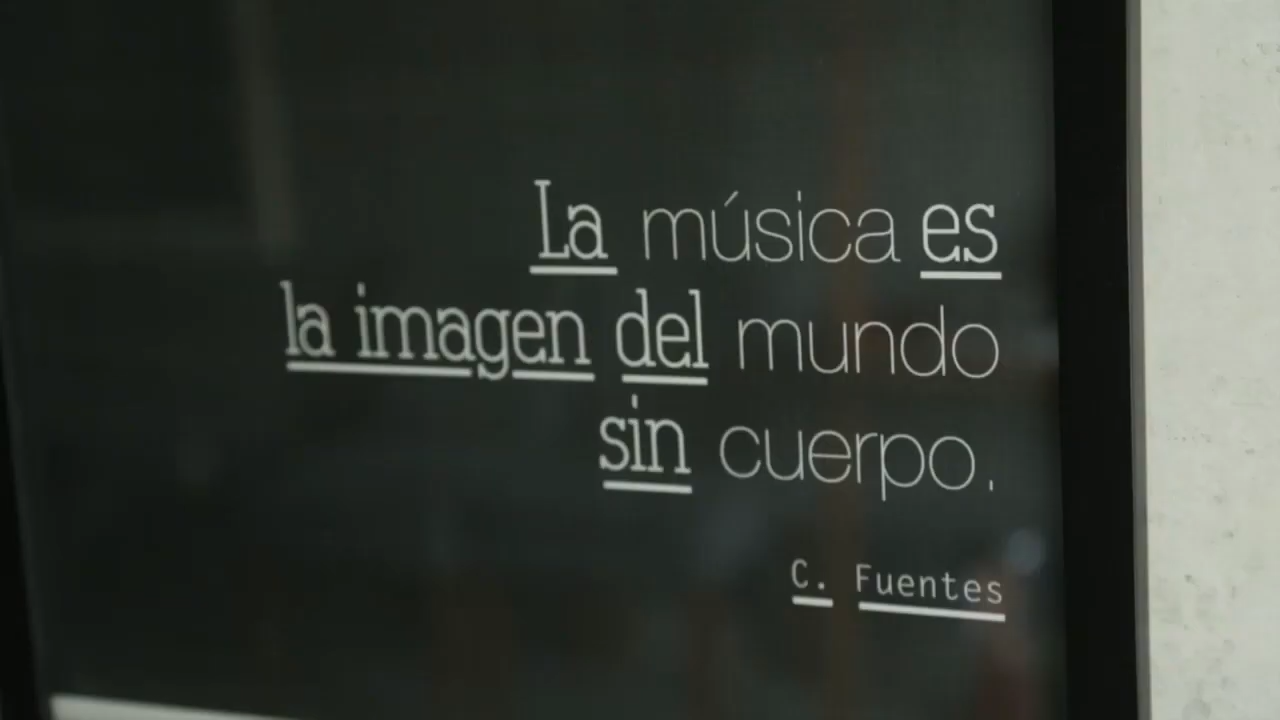 La música es
la imagen del mundo
sin cuerpo.
C. Fuentes